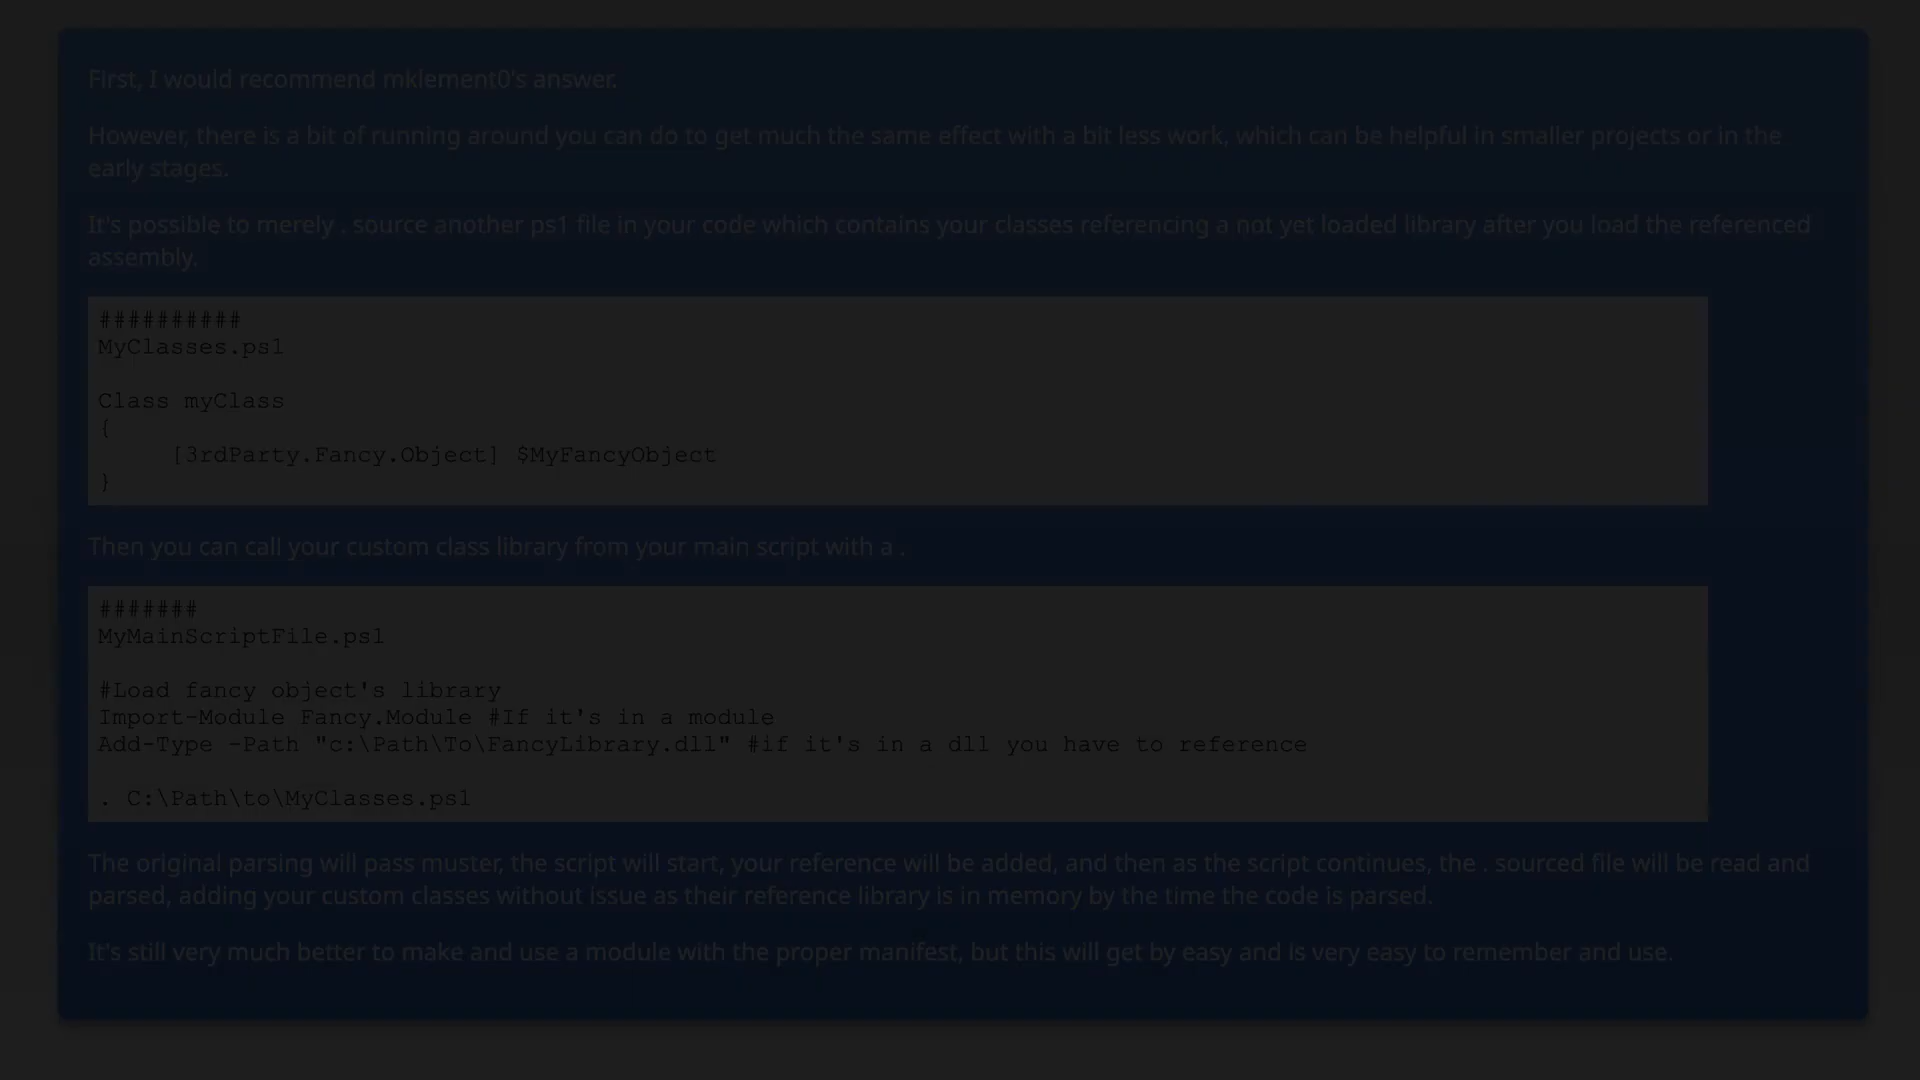 First, I would recommend mklement0's answer.
However, there is a bit of running around you can do to get much the same effect with a bit less work, which can be helpful in smaller projects or in the
early stages.
It's possible to merely . source another ps1 file in your code which contains your classes referencing a not yet loaded library after you load the referenced
assembly.
##########
MyClasses.ps1
Class myClass
{
[3rdParty.Fancy.Object] $MyFancyObject
}
Then you can call your custom class library from your main script with a .
#######
MyMainScriptFile.ps1
#Load fancy object's library
Import-Module Fancy.Module #If it's in a module
Add-Type -Path "c:\Path\To\FancyLibrary.dll" #if it's in a dll you have to reference
. C:\Path\to\MyClasses.ps1
The original parsing will pass muster, the script will start, your reference will be added, and then as the script continues, the . sourced file will be read and
parsed, adding your custom classes without issue as their reference library is in memory by the time the code is parsed.
It's still very much better to make and use a module with the proper manifest, but this will get by easy and is very easy to remember and use.